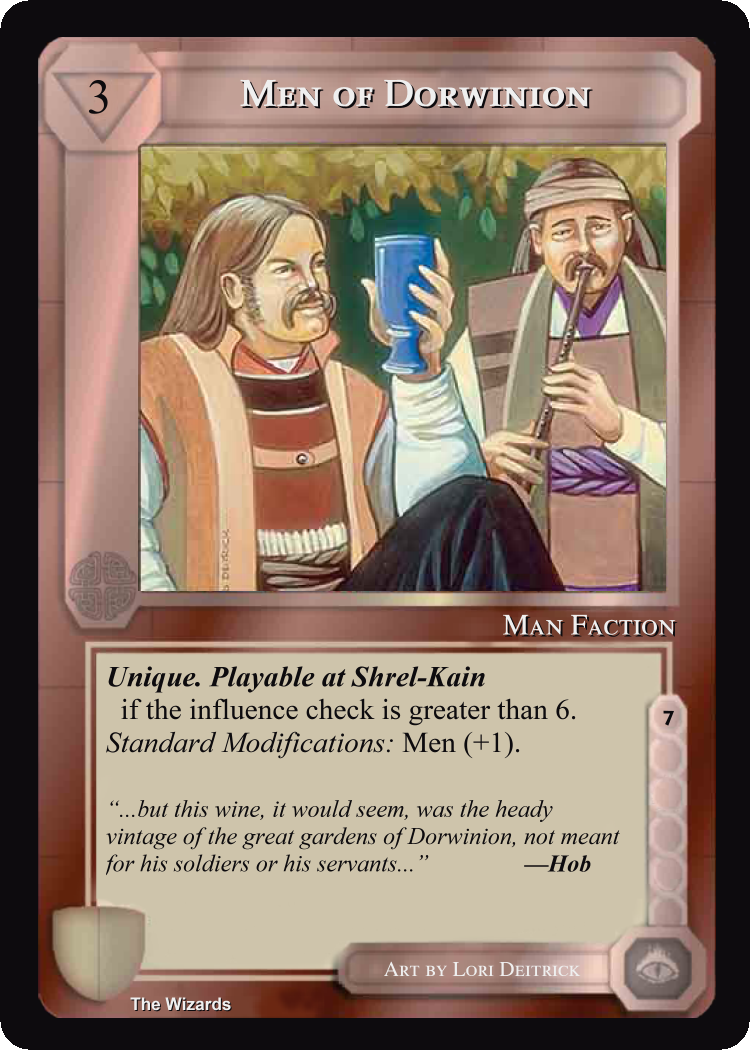 3
Men of Dorwinion
Man Faction
Unique. Playable at Shrel-Kain
if the influence check is greater than 6.
Standard Modifications: Men (+1).
7
“...but this wine, it would seem, was the heady
vintage of the great gardens of Dorwinion, not meant
for his soldiers or his servants...” —Hob
Art by Lori Deitrick
The Wizards